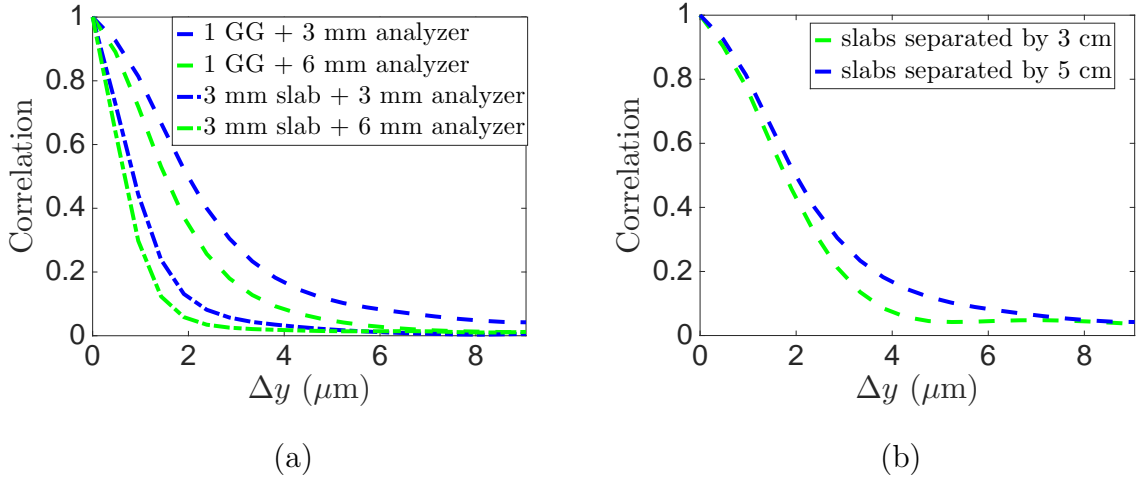 1
0.8
0.6
0.4
0.2
0
Correlation
0 2 4 6 8
Δy (μm)
1 GG + 3 mm analyzer
1 GG + 6 mm analyzer
3 mm slab + 3 mm analyzer
3 mm slab + 6 mm analyzer
(a)
1
0.8
0.6
0.4
0.2
0
Correlation
0 2 4 6 8
Δy (μm)
slabs separated by 3 cm
slabs separated by 5 cm
(b)